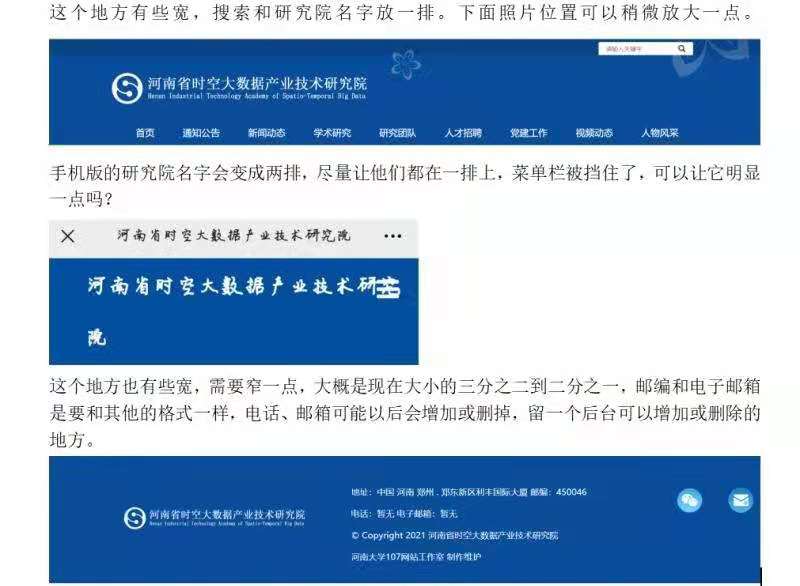 这个地方有些宽，搜索和研究院名字放一排。下面照片位置可以稍微放大一点。
请输入关键字
河南省时空大数据产业技术研究院
Henan Industrial Technology Academy of Spatio-Temporal Big Data
首页 通知公告 新闻动态 学术研究 研究团队 人才招聘 党建工作 视频动态 人物风采
手机版的研究院名字会变成两排，尽量让他们都在一排上，菜单栏被挡住了，可以让它明显
一点吗？
河南省时空大数据产业技术研究院
河南省时空大数据产业技术研究
院
这个地方也有些宽，需要窄一点，大概是现在大小的三分之二到二分之一，邮编和电子邮箱
是要和其他的格式一样，电话、邮箱可能以后会增加或删掉，留一个后台可以增加或删除的
地方。
地址：中国 河南 郑州 . 郑东新区利丰国际大厦 邮编：450046
河南省时空大数据产业技术研究院
Henan Industrial Technology Academy of Spatio-Temporal Big Data
电话：暂无 电子邮箱：暂无
© Copyright 2021 河南省时空大数据产业技术研究院
河南大学107网站工作室 制作维护